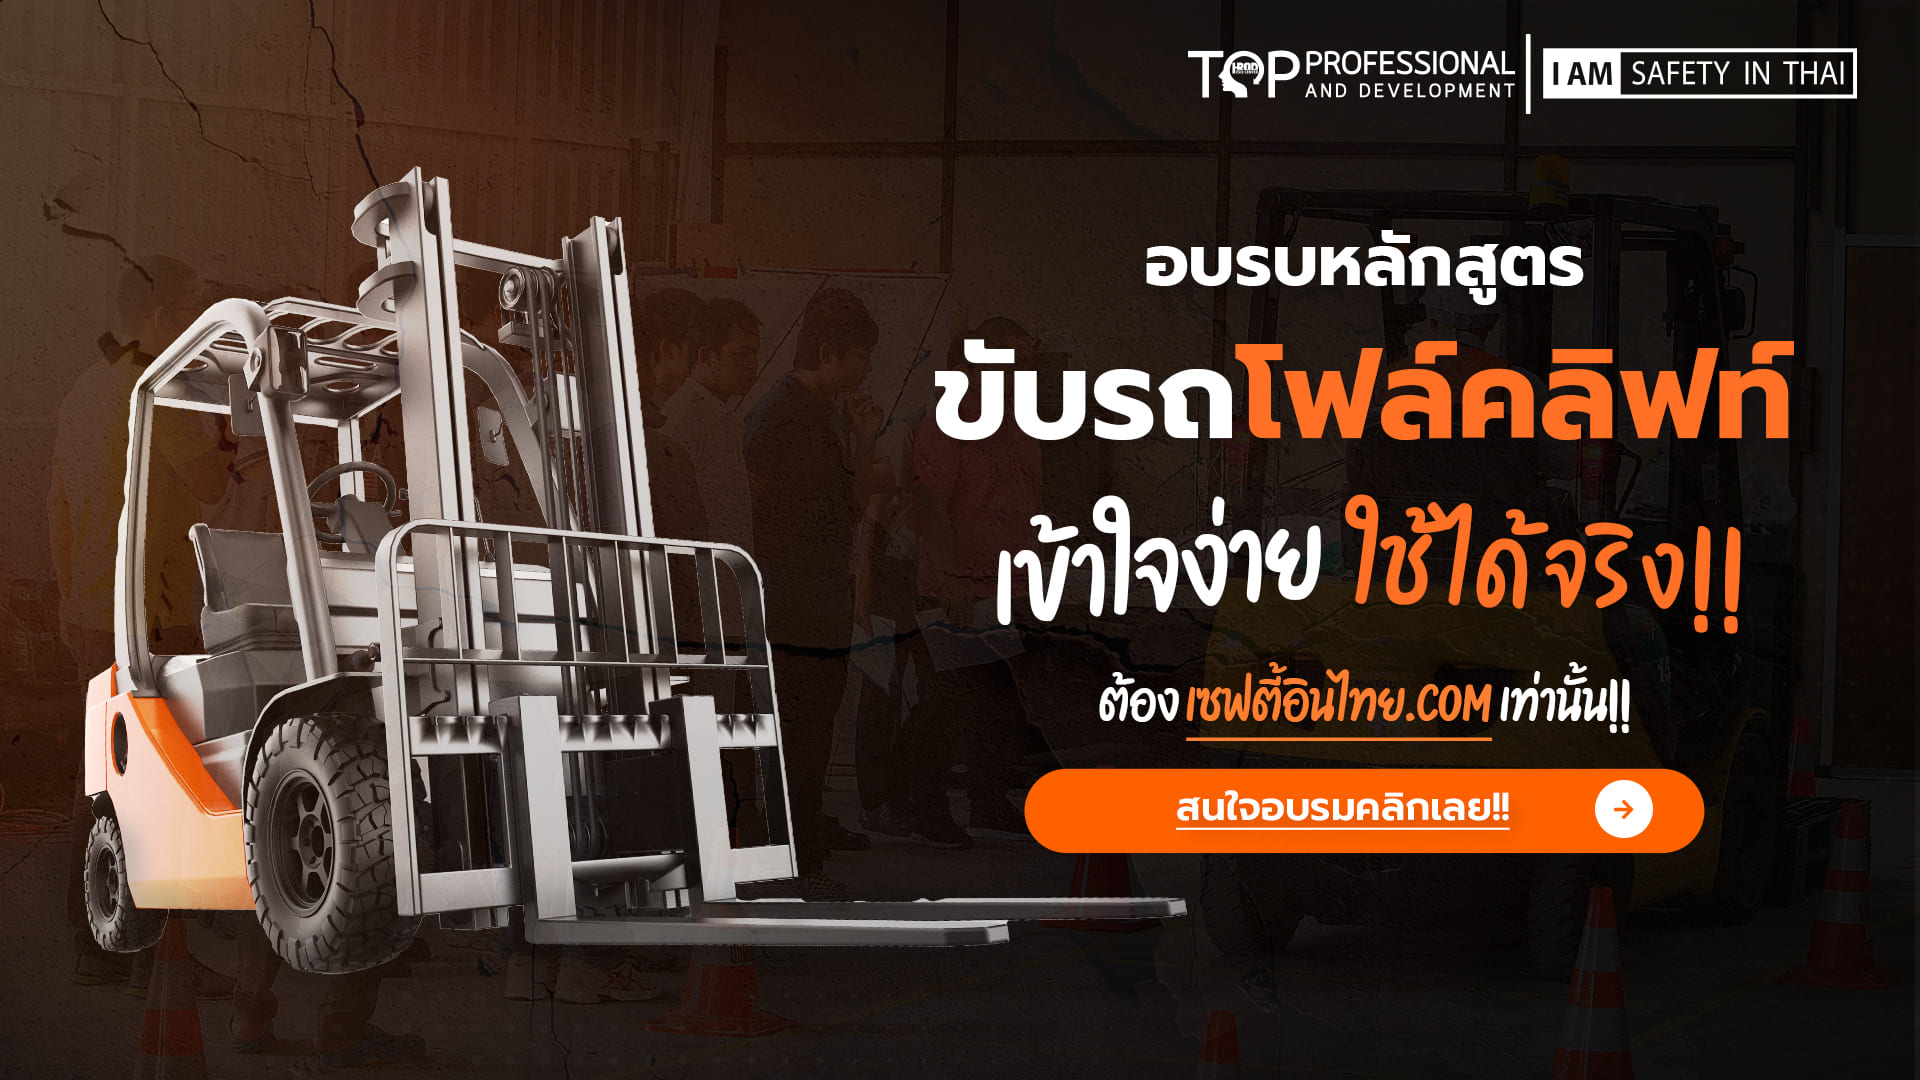 TOP PROFESSIONAL
AND DEVELOPMENT
I AM SAFETY IN THAI
อบรบหลักสูตร
ขับรถโฟล์คลิฟท์
เข้าใจง่าย ใช้ได้จริง!!
ต้อง เซฟตี้อินไทย.COM เท่านั้น!!
สนใจอบรมคลิกเลย!!